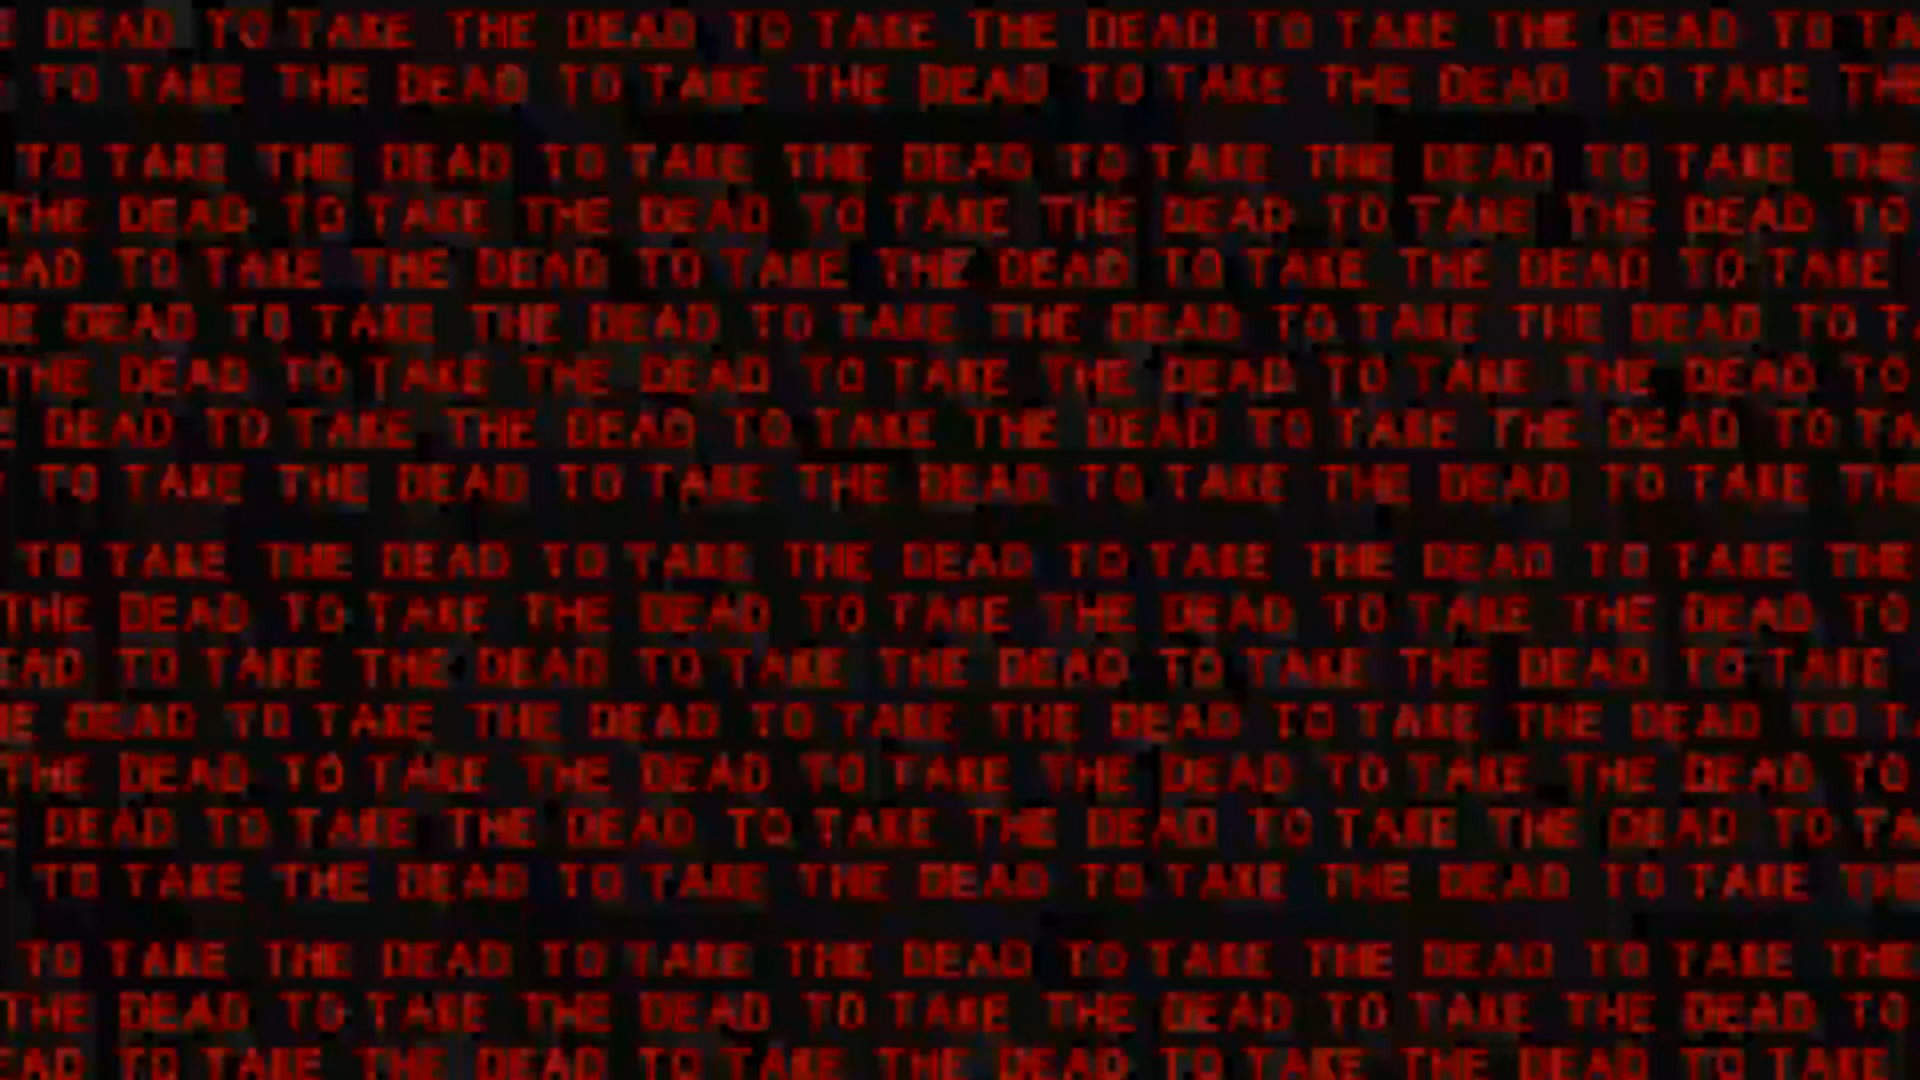 DEAD TO TAKE THE DEAD TO TAKE THE DEAD TO TAKE THE DEAD TO
TO TAKE THE DEAD TO TAKE THE DEAD TO TAKE THE DEAD TO TAKE THE
TO TAKE THE DEAD TO TAKE THE DEAD TO TAKE THE DEAD TO TAKE THE
THE DEAD TO TAKE THE DEAD TO TAKE THE DEAD TO TAKE THE DEAD TO
TO TAKE THE DEAD TO TAKE THE DEAD TO TAKE THE DEAD TO TAKE
DEAD TO TAKE THE DEAD TO TAKE THE DEAD TO TAKE THE DEAD TO
THE DEAD TO TAKE THE DEAD TO TAKE THE DEAD TO TAKE THE DEAD TO
DEAD TO TAKE THE DEAD TO TAKE THE DEAD TO TAKE THE DEAD TO
TO TAKE THE DEAD TO TAKE THE DEAD TO TAKE THE DEAD TO TAKE THE
TO TAKE THE DEAD TO TAKE THE DEAD TO TAKE THE DEAD TO TAKE THE
THE DEAD TO TAKE THE DEAD TO TAKE THE DEAD TO TAKE THE DEAD TO
TO TAKE THE DEAD TO TAKE THE DEAD TO TAKE THE DEAD TO TAKE
DEAD TO TAKE THE DEAD TO TAKE THE DEAD TO TAKE THE DEAD TO
THE DEAD TO TAKE THE DEAD TO TAKE THE DEAD TO TAKE THE DEAD TO
DEAD TO TAKE THE DEAD TO TAKE THE DEAD TO TAKE THE DEAD TO
TO TAKE THE DEAD TO TAKE THE DEAD TO TAKE THE DEAD TO TAKE THE
TO TAKE THE DEAD TO TAKE THE DEAD TO TAKE THE DEAD TO TAKE THE
THE DEAD TO TAKE THE DEAD TO TAKE THE DEAD TO TAKE THE DEAD TO
TO TAKE THE DEAD TO TAKE THE DEAD TO TAKE THE DEAD TO TAKE